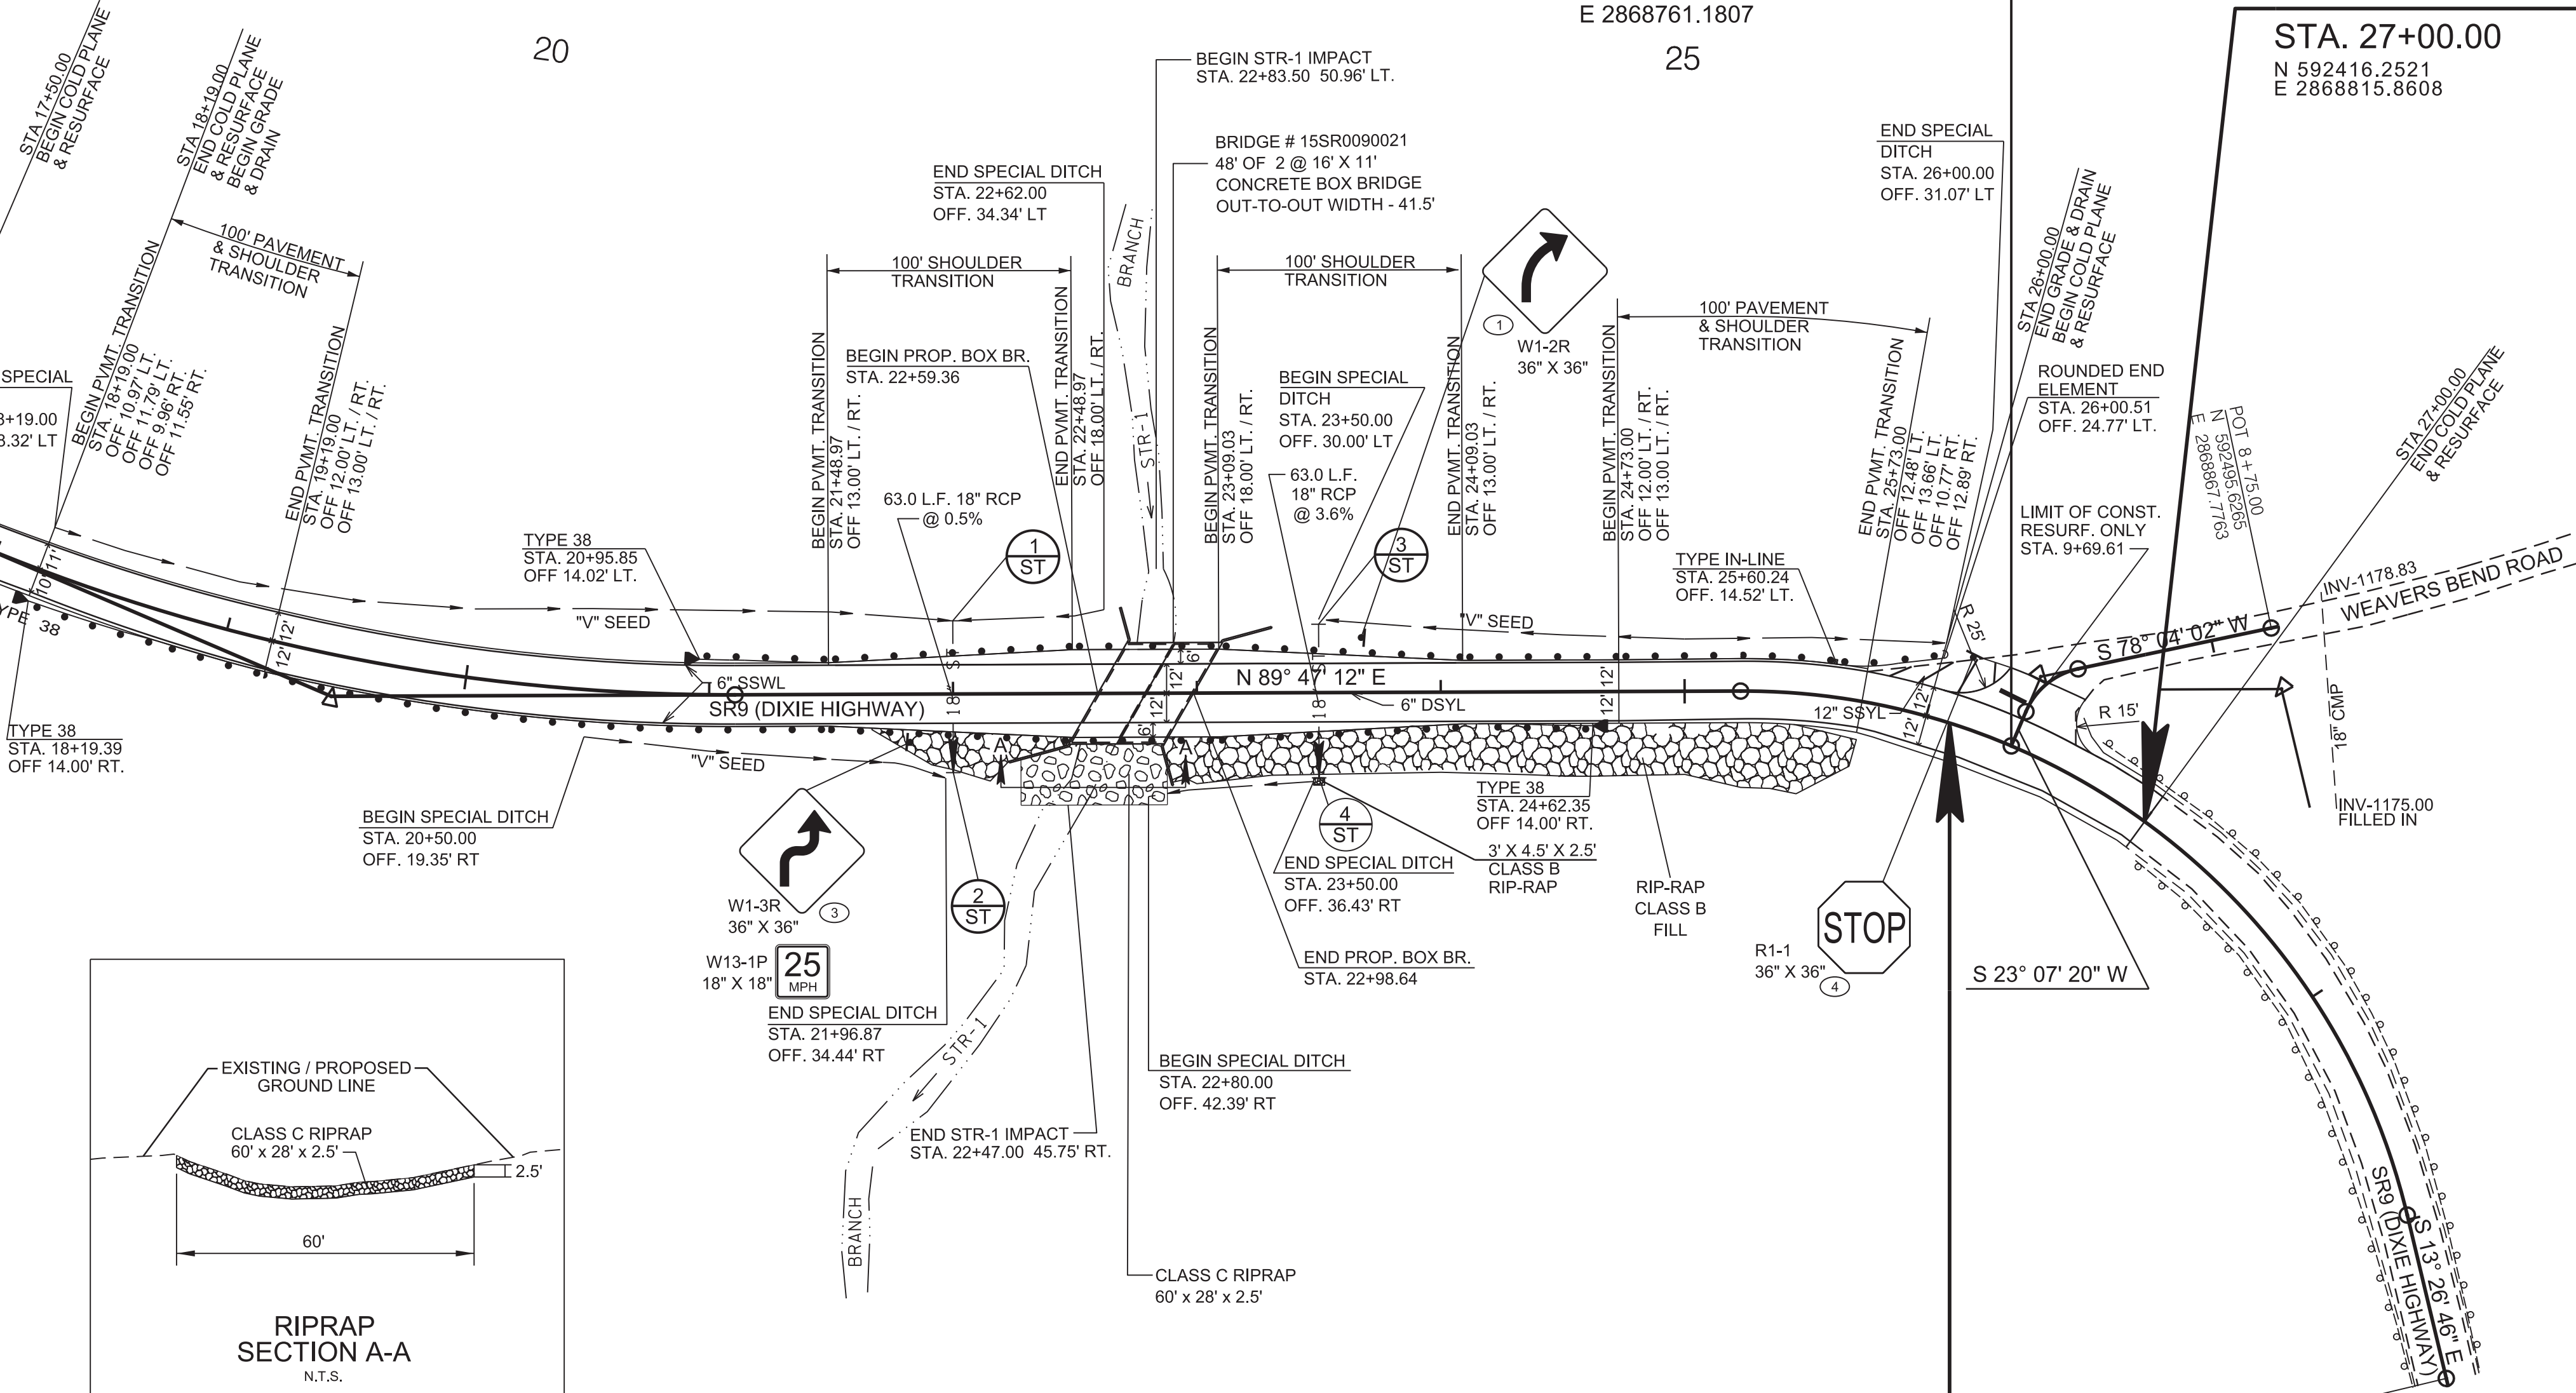 E 2868761.1807
20
25
STA. 27+00.00
N 592416.2521
E 2868815.8608
STA 17+50.00
BEGIN COLD PLANE
& RESURFACE
STA 18+19.00
END COLD PLANE
& RESURFACE
BEGIN GRADE
& DRAIN
100' PAVEMENT
& SHOULDER
TRANSITION
BEGIN PVMT. TRANSITION
STA. 18+19.00
OFF 10.97' LT.
OFF 11.79' LT.
OFF 9.96' RT.
OFF 11.55' RT.
END PVMT. TRANSITION
STA. 19+19.00
OFF 12.00' LT. / RT.
OFF 13.00' LT. / RT.
SPECIAL
8+19.00
8.32' LT
10'
11'
12'
12'
TYPE 38
TYPE 38
STA. 18+19.39
OFF 14.00' RT.
BEGIN STR-1 IMPACT
STA. 22+83.50 50.96' LT.
BRIDGE # 15SR0090021
48' OF 2 @ 16' X 11'
CONCRETE BOX BRIDGE
OUT-TO-OUT WIDTH - 41.5'
END SPECIAL DITCH
STA. 22+62.00
OFF. 34.34' LT
BRANCH
STR-1
100' SHOULDER
TRANSITION
BEGIN PVMT. TRANSITION
STA. 21+48.97
OFF 13.00' LT. / RT.
BEGIN PROP. BOX BR.
STA. 22+59.36
END PVMT. TRANSITION
STA. 22+48.97
OFF 18.00' LT. / RT.
63.0 L.F. 18" RCP
@ 0.5%
1
ST
TYPE 38
STA. 20+95.85
OFF 14.02' LT.
"V" SEED
100' SHOULDER
TRANSITION
BEGIN PVMT. TRANSITION
STA. 23+09.03
OFF 18.00' LT. / RT.
BEGIN SPECIAL
DITCH
STA. 23+50.00
OFF. 30.00' LT
63.0 L.F.
18" RCP
@ 3.6%
3
ST
END PVMT. TRANSITION
STA. 24+09.03
OFF 13.00' LT. / RT.
1
W1-2R
36" X 36"
"V" SEED
100' PAVEMENT
& SHOULDER
TRANSITION
BEGIN PVMT. TRANSITION
STA. 24+73.00
OFF 12.00' LT. / RT.
OFF 13.00 LT. / RT.
TYPE IN-LINE
STA. 25+60.24
OFF. 14.52' LT.
END PVMT. TRANSITION
STA. 25+73.00
OFF 12.48' LT.
OFF 13.66' LT.
OFF 10.77' RT.
OFF 12.89' RT.
END SPECIAL
DITCH
STA. 26+00.00
OFF. 31.07' LT
STA 26+00.00
END GRADE & DRAIN
BEGIN COLD PLANE
& RESURFACE
ROUNDED END
ELEMENT
STA. 26+00.51
OFF. 24.77' LT.
LIMIT OF CONST.
RESURF. ONLY
STA. 9+69.61
POT 8+75.00
N 592495.6265
E 2868867.7763
STA 27+00.00
END COLD PLANE
& RESURFACE
INV-1178.83
WEAVERS BEND ROAD
S 78° 04' 02" W
R 25'
R 15'
18" CMP
INV-1175.00
FILLED IN
6" SSWL
SR9 (DIXIE HIGHWAY)
18"
ST
6'
12'
12'
6'
N 89° 47' 12" E
18"
ST
6" DSYL
12'
12'
12" SSYL
12'
12'
"V" SEED
A
A
BEGIN SPECIAL DITCH
STA. 20+50.00
OFF. 19.35' RT
W1-3R
36" X 36"
3
W13-1P
18" X 18"
25
MPH
2
ST
END SPECIAL DITCH
STA. 21+96.87
OFF. 34.44' RT
STR-1
BRANCH
END STR-1 IMPACT
STA. 22+47.00 45.75' RT.
BEGIN SPECIAL DITCH
STA. 22+80.00
OFF. 42.39' RT
CLASS C RIPRAP
60' x 28' x 2.5'
END PROP. BOX BR.
STA. 22+98.64
4
ST
END SPECIAL DITCH
STA. 23+50.00
OFF. 36.43' RT
TYPE 38
STA. 24+62.35
OFF 14.00' RT.
3' X 4.5' X 2.5'
CLASS B
RIP-RAP
RIP-RAP
CLASS B
FILL
STOP
R1-1
36" X 36"
4
S 23° 07' 20" W
SR9 (DIXIE HIGHWAY)
S 13° 26' 46" E
EXISTING / PROPOSED
GROUND LINE
CLASS C RIPRAP
60' x 28' x 2.5'
2.5'
60'
RIPRAP
SECTION A-A
N.T.S.